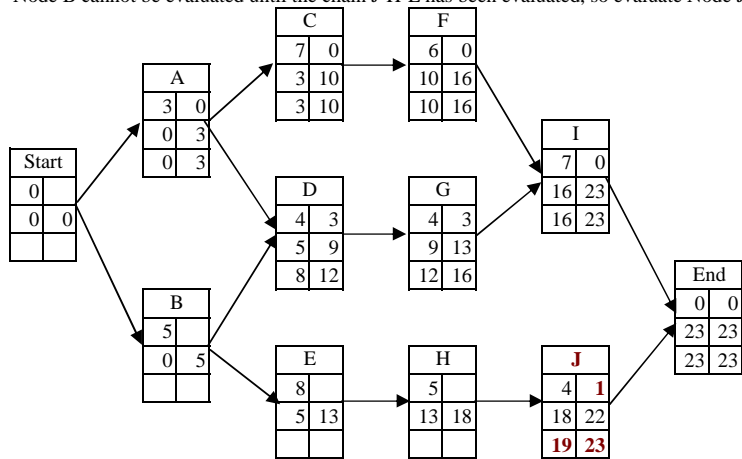 Node B cannot be evaluated until the chain J-H-E has been evaluated, so evaluate Node J
C
7 0
3 10
3 10
F
6 0
10 16
10 16
A
3 0
0 3
0 3
I
7 0
16 23
16 23
Start
0
0 0
D
4 3
5 9
8 12
G
4 3
9 13
12 16
End
0 0
23 23
23 23
B
5
0 5
E
8
5 13
H
5
13 18
J
4 1
18 22
19 23